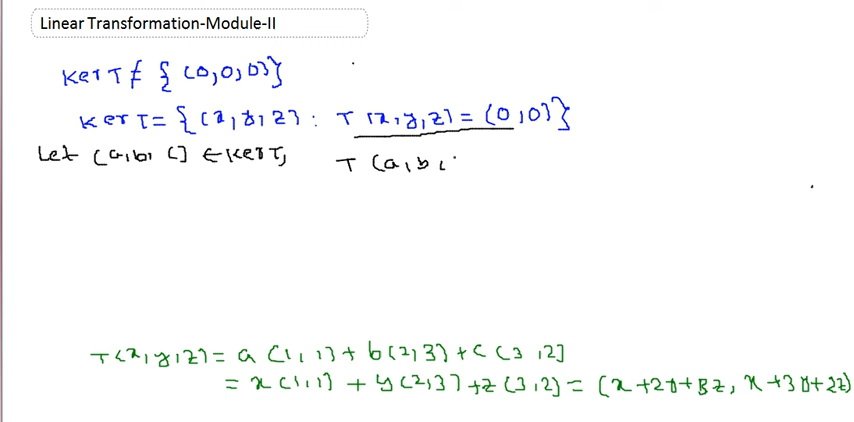 Linear Transformation-Module-II
Ker T ≠ { (0,0,0)}
Ker T = { (x,y,z) : T (x,y,z) = (0,0)}
Let (a,b, c) ∈ Ker T, T (a,b,
T(x,y,z) = a (1,1) + b(2,3) + c (3,2)
= x(1,1) + y(2,3) + z(3,2) = (x+2y+3z, x+3y+2z)